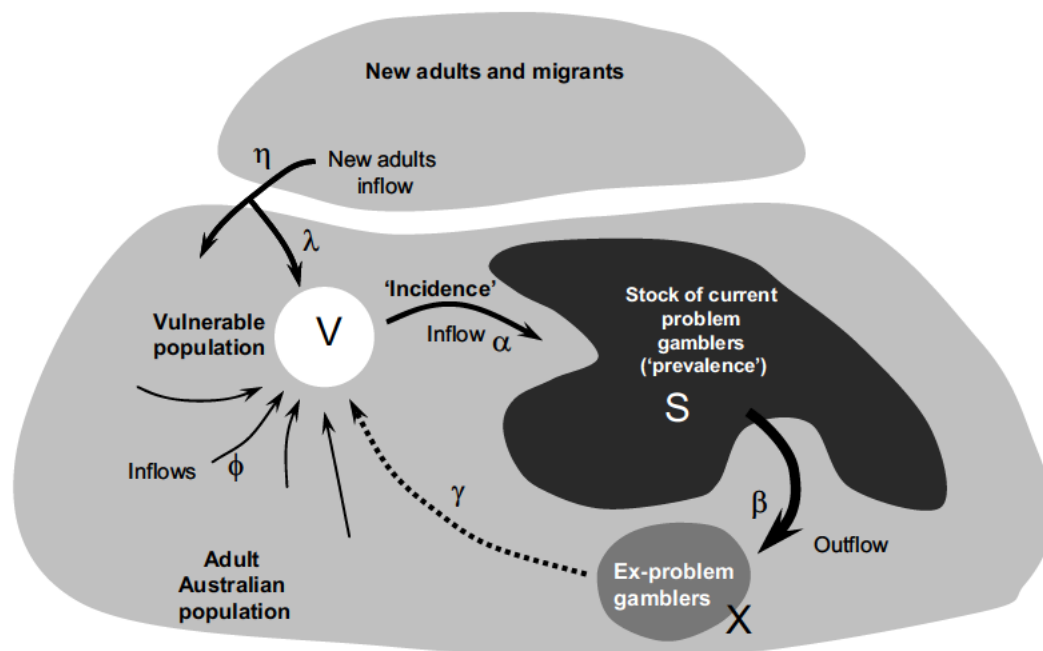 New adults and migrants
η
New adults
inflow
λ
‘Incidence’
Inflow α
Vulnerable
population
V
Stock of current
problem
gamblers
(‘prevalence’)
S
Inflows
ϕ
γ
β
Outflow
Adult
Australian
population
Ex-problem
gamblers
X